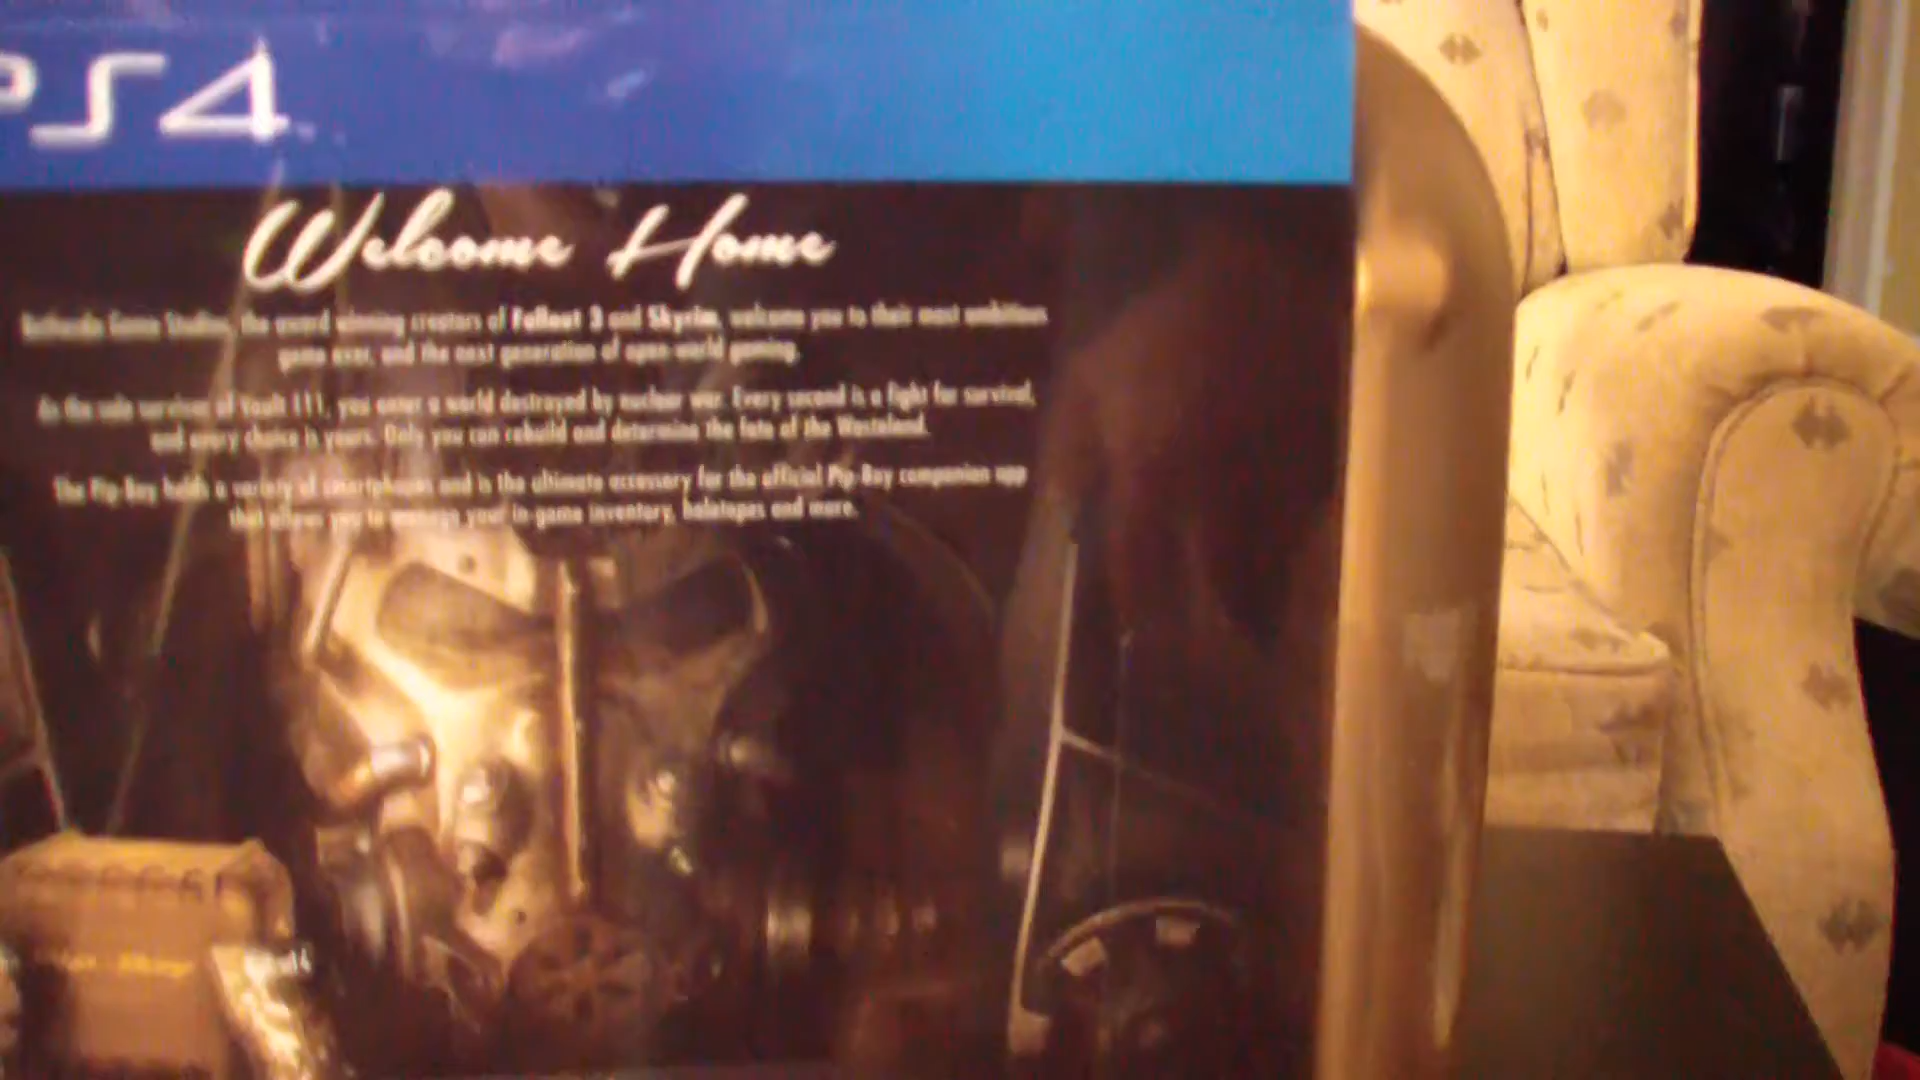 PS4
Welcome Home
Bethesda Game Studios, the award winning creators of Fallout 3 and Skyrim, welcome you to their most ambitious
game ever, and the next generation of open-world gaming.
As the sole survivor of Vault 111, you enter a world destroyed by nuclear war. Every second is a fight for survival,
and every choice is yours. Only you can rebuild and determine the fate of the Wasteland.
The Pip-Boy holds a variety of smartphones and is the ultimate accessory for the official Pip-Boy companion app
that allows you to manage your in-game inventory, holotapes and more.